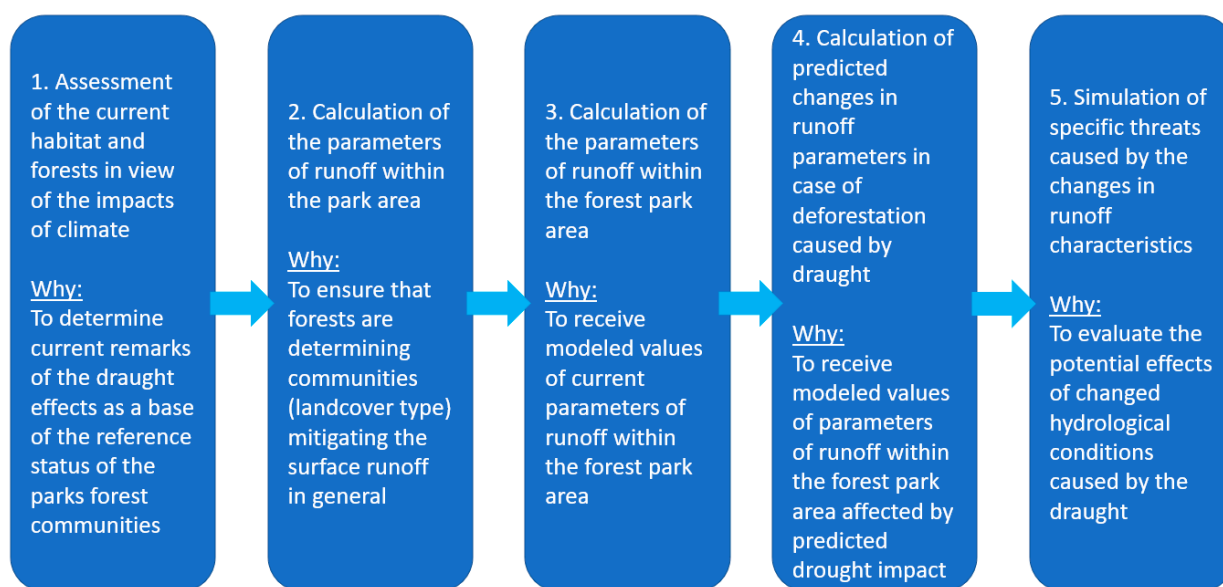 1. Assessment
of the current
habitat and
forests in view
of the impacts
of climate
Why:
To determine
current remarks
of the draught
effects as a base
of the reference
status of the
parks forest
communities
2. Calculation of
the parameters
of runoff within
the park area
Why:
To ensure that
forests are
determining
communities
(landcover type)
mitigating the
surface runoff
in general
3. Calculation of
the parameters
of runoff within
the forest park
area
Why:
To receive
modeled values
of current
parameters of
runoff within
the forest park
area
4. Calculation of
predicted
changes in
runoff
parameters in
case of
deforestation
caused by
draught
Why:
To receive
modeled values
of parameters
of runoff within
the forest park
area affected by
predicted
drought impact
5. Simulation of
specific threats
caused by the
changes in
runoff
characteristics
Why:
To evaluate the
potential effects
of changed
hydrological
conditions
caused by the
draught